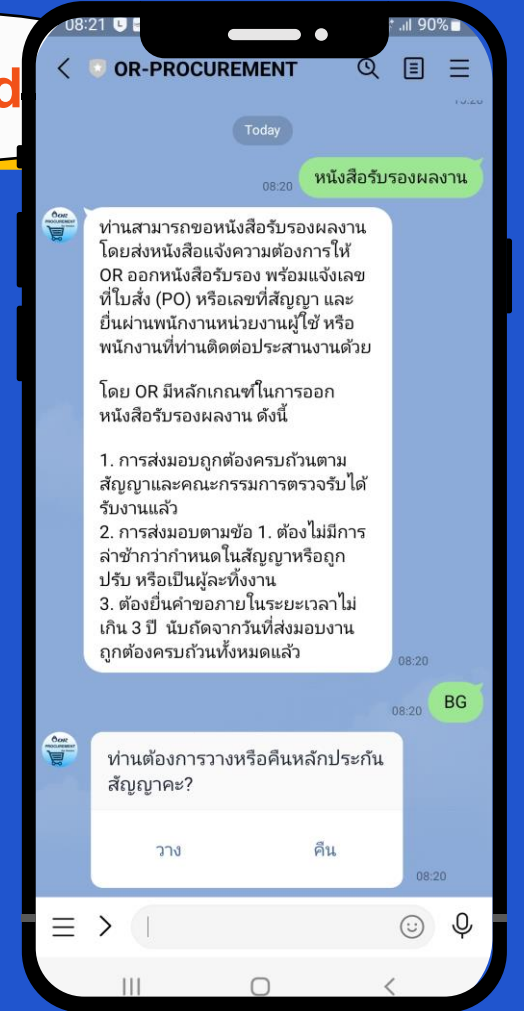 08:21
90%
d
OR-PROCUREMENT
Today
08:20
หนังสือรับรองผลงาน
ท่านสามารถขอหนังสือรับรองผลงาน
โดยส่งหนังสือแจ้งความต้องการให้
OR ออกหนังสือรับรอง พร้อมแจ้งเลข
ที่ใบสั่ง (PO) หรือเลขที่สัญญา และ
ยื่นผ่านพนักงานหน่วยงานผู้ใช้ หรือ
พนักงานที่ท่านติดต่อประสานงานด้วย
โดย OR มีหลักเกณฑ์ในการออก
หนังสือรับรองผลงาน ดังนี้
1. การส่งมอบถูกต้องครบถ้วนตาม
สัญญาและคณะกรรมการตรวจรับได้
รับงานแล้ว
2. การส่งมอบตามข้อ 1. ต้องไม่มีการ
ล่าช้ากว่ากำหนดในสัญญาหรือถูก
ปรับ หรือเป็นผู้ละทิ้งงาน
3. ต้องยื่นคำขอภายในระยะเวลาไม่
เกิน 3 ปี นับถัดจากวันที่ส่งมอบงาน
ถูกต้องครบถ้วนทั้งหมดแล้ว
08:20
08:20
BG
ท่านต้องการวางหรือคืนหลักประกัน
สัญญาคะ?
วาง
คืน
08:20